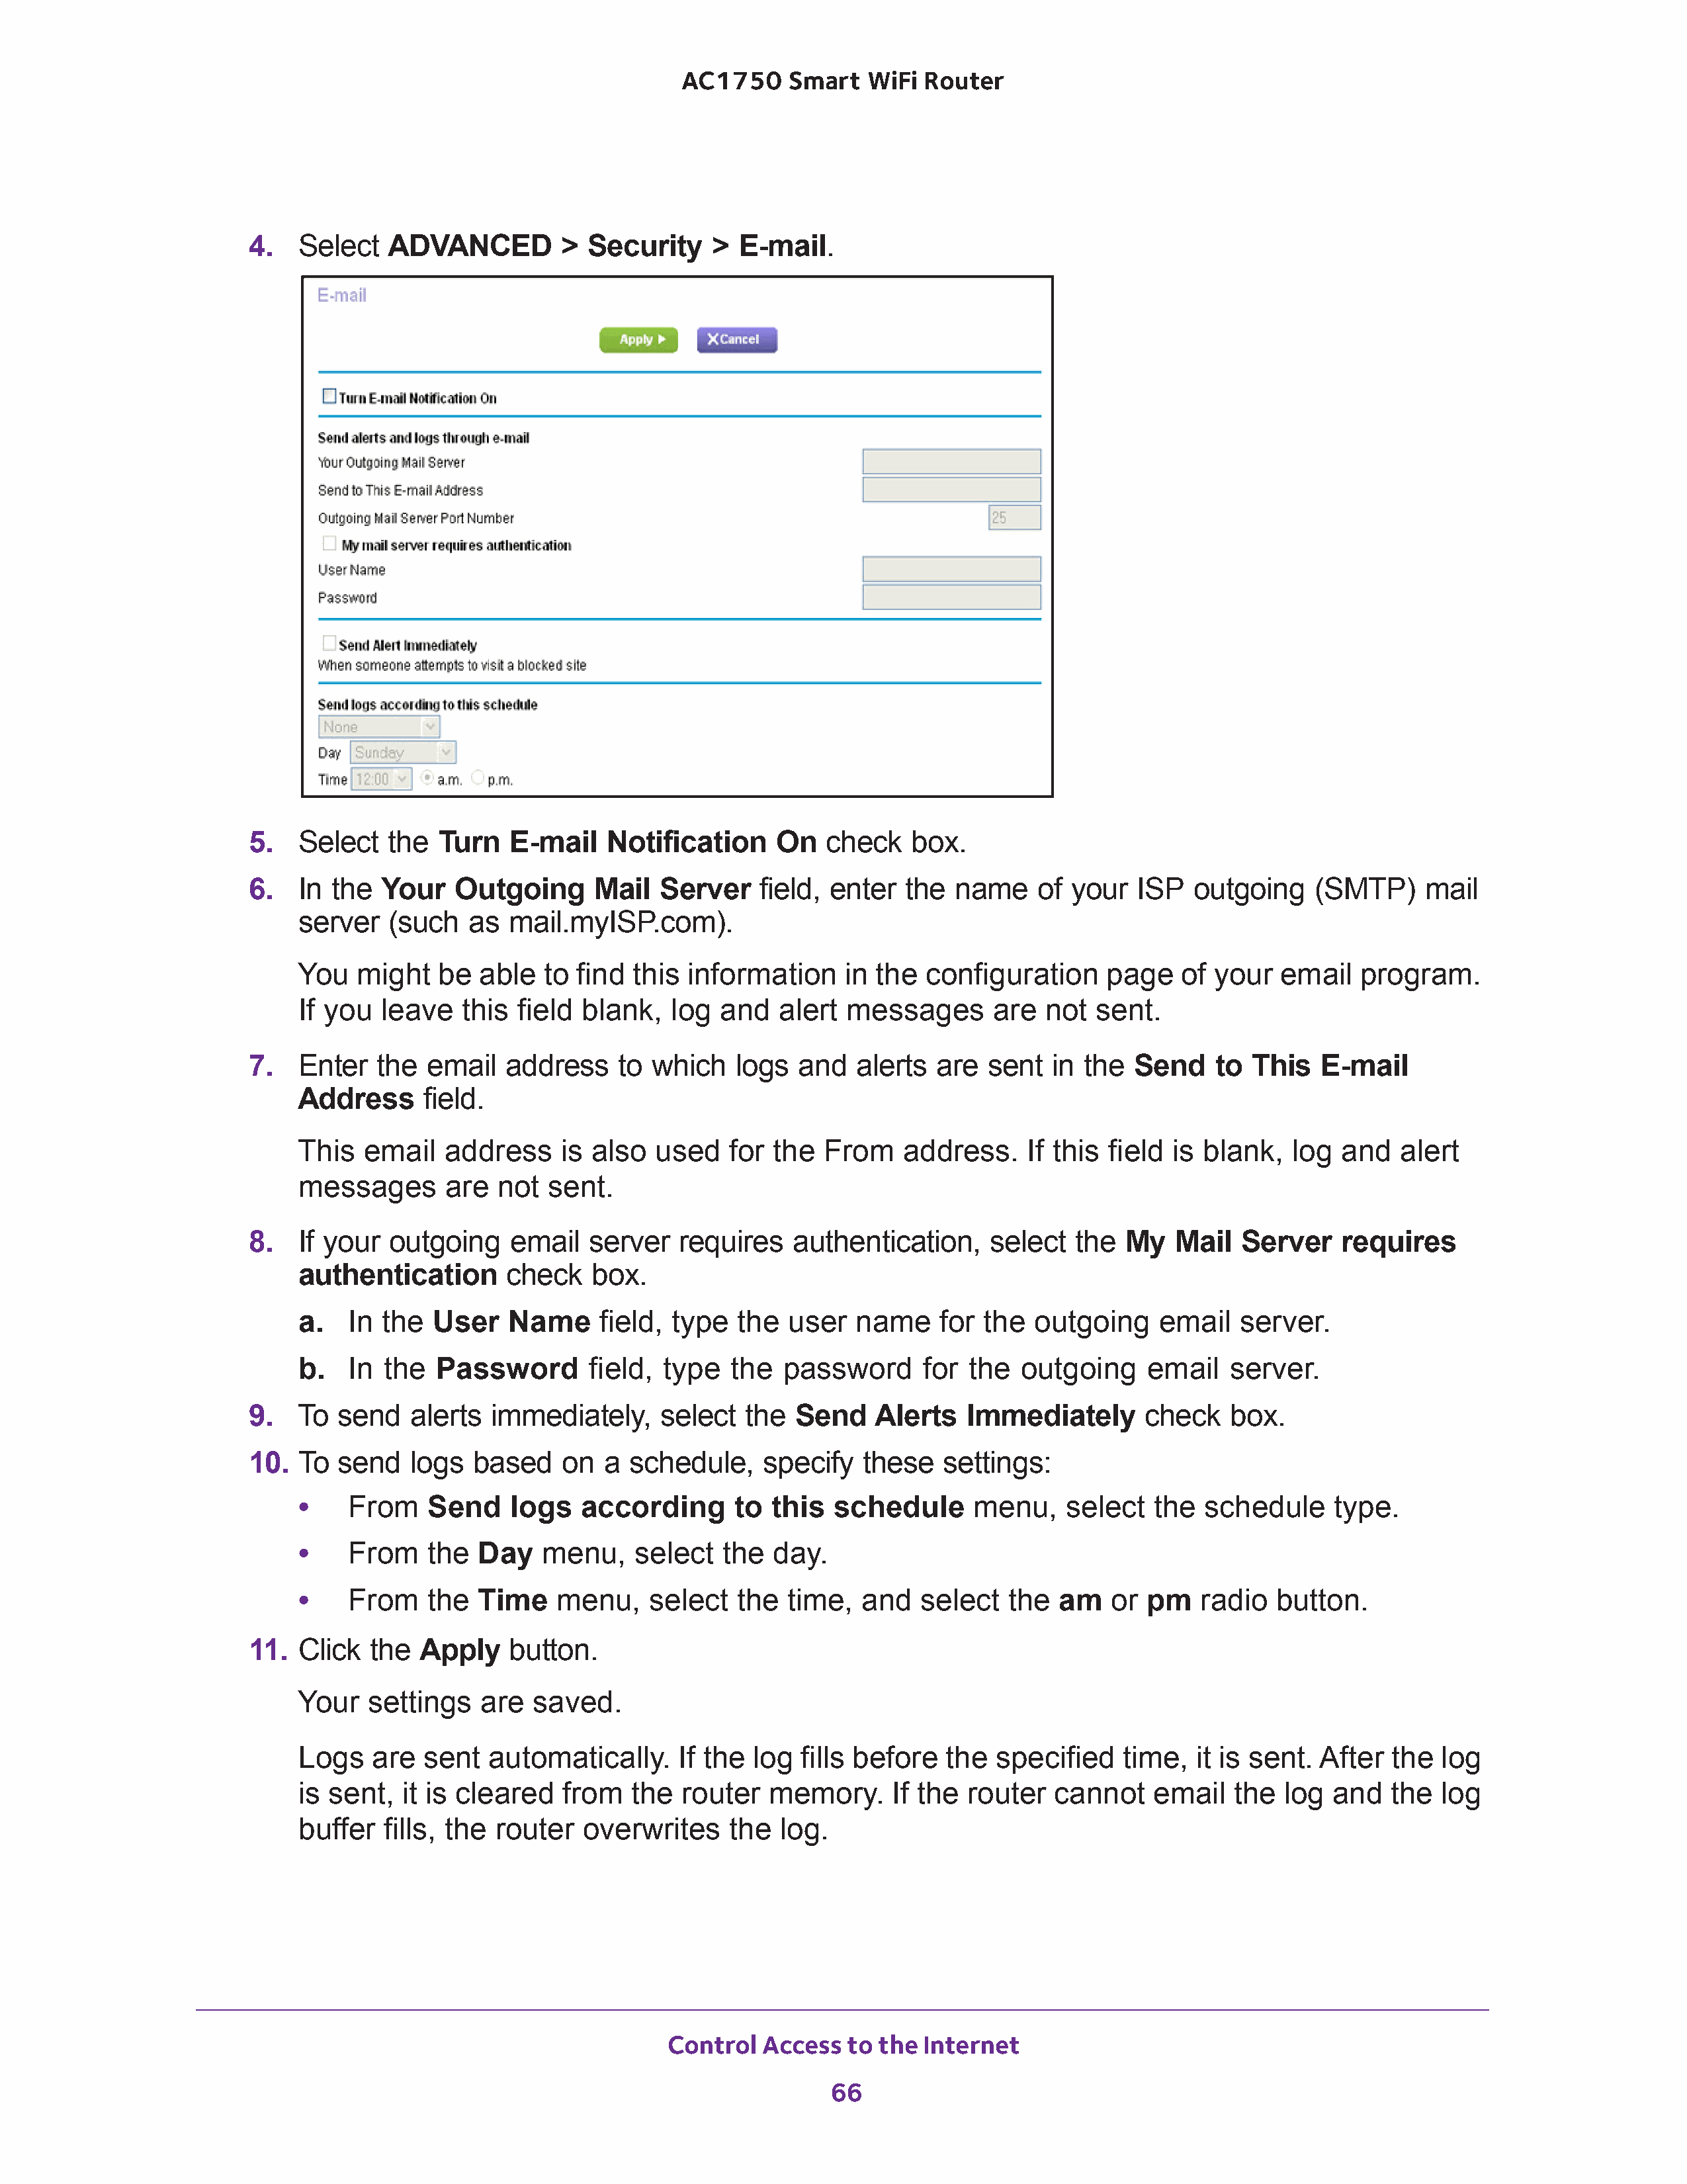 AC1750 Smart WiFi Router
4. Select ADVANCED > Security > E-mail.
E-mail
Apply
XCancel
Turn E-mail Notification On
Send alerts and logs through e-mail
Your Outgoing Mail Server
Send to This E-mail Address
Outgoing Mail Server Port Number 25
My mail server requires authentication
User Name
Password
Send Alert Immediately
When someone attempts to visit a blocked site
Send logs according to this schedule
None
Day Sunday
Time 12:00 a.m. p.m.
5. Select the Turn E-mail Notification On check box.
6. In the Your Outgoing Mail Server field, enter the name of your ISP outgoing (SMTP) mail
server (such as mail.myISP.com).
You might be able to find this information in the configuration page of your email program.
If you leave this field blank, log and alert messages are not sent.
7. Enter the email address to which logs and alerts are sent in the Send to This E-mail
Address field.
This email address is also used for the From address. If this field is blank, log and alert
messages are not sent.
8. If your outgoing email server requires authentication, select the My Mail Server requires
authentication check box.
a. In the User Name field, type the user name for the outgoing email server.
b. In the Password field, type the password for the outgoing email server.
9. To send alerts immediately, select the Send Alerts Immediately check box.
10. To send logs based on a schedule, specify these settings:
• From Send logs according to this schedule menu, select the schedule type.
• From the Day menu, select the day.
• From the Time menu, select the time, and select the am or pm radio button.
11. Click the Apply button.
Your settings are saved.
Logs are sent automatically. If the log fills before the specified time, it is sent. After the log
is sent, it is cleared from the router memory. If the router cannot email the log and the log
buffer fills, the router overwrites the log.
Control Access to the Internet
66